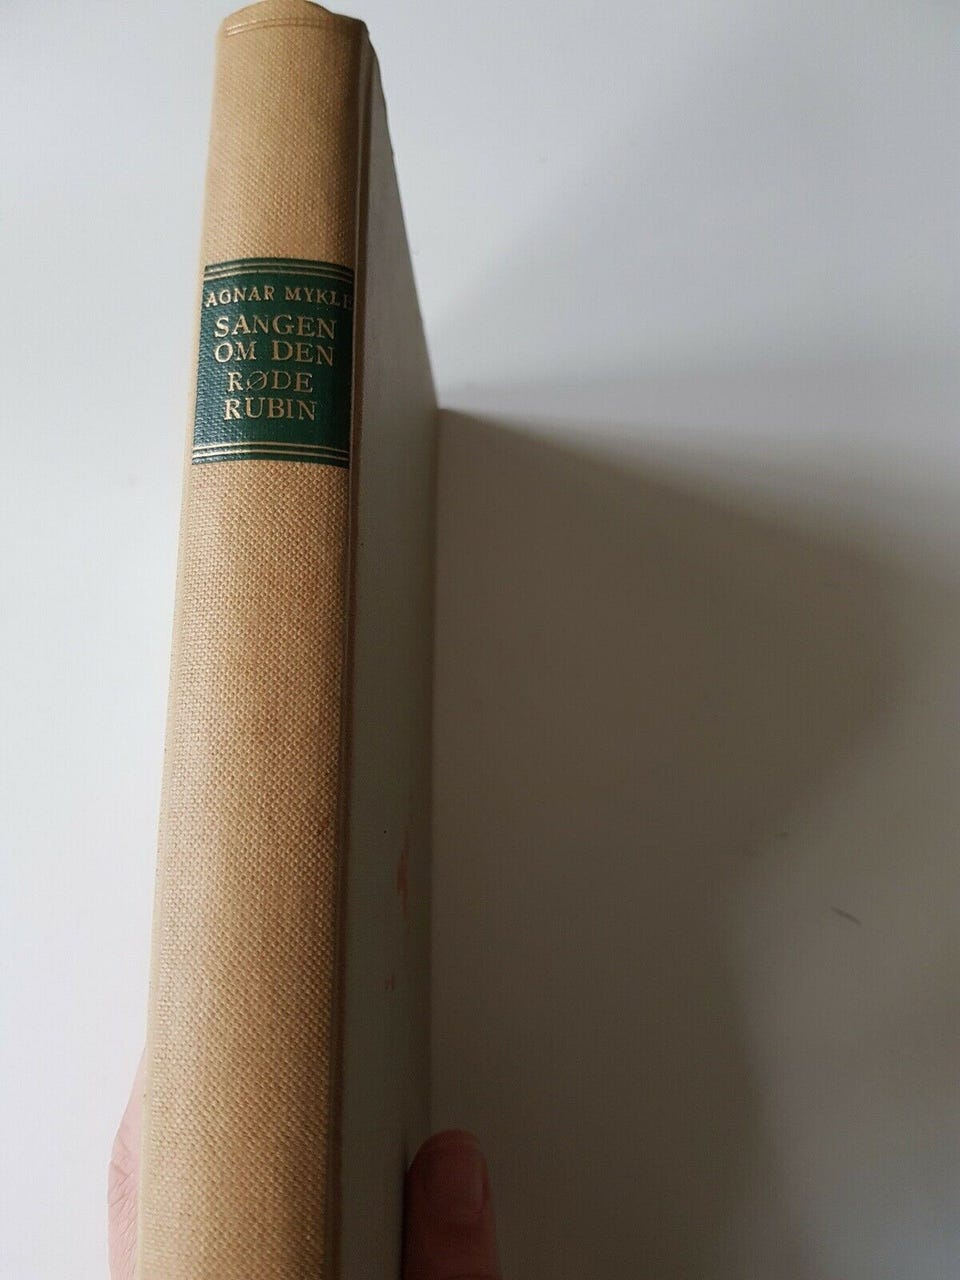 AGNAR MYKLE
SANGEN
OM DEN
RØDE
RUBIN